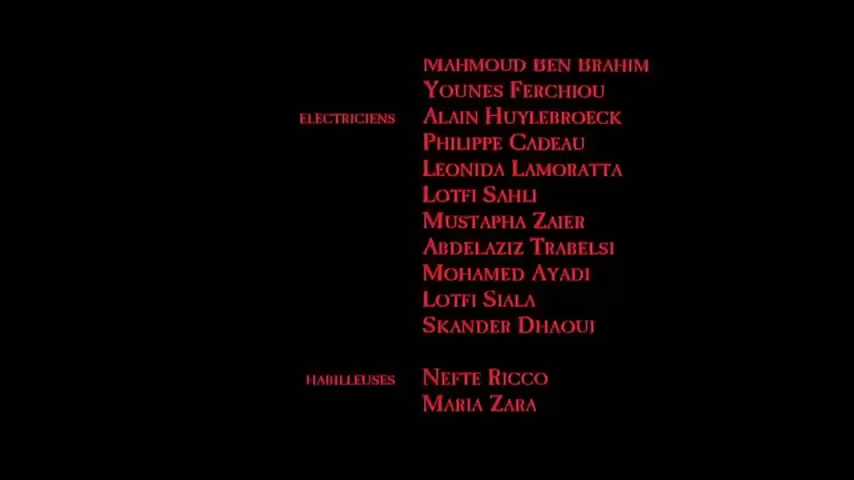 MAHMOUD BEN BRAHIM
YOUNES FERCHIOU
ELECTRICIENS ALAIN HUYLEBROECK
PHILIPPE CADEAU
LEONIDA LAMORATTA
LOTFI SAHLI
MUSTAPHA ZAIER
ABDELAZIZ TRABELSI
MOHAMED AYADI
LOTFI SIALA
SKANDER DHAOUI
HABILLEUSES NEFTE RICCO
MARIA ZARA